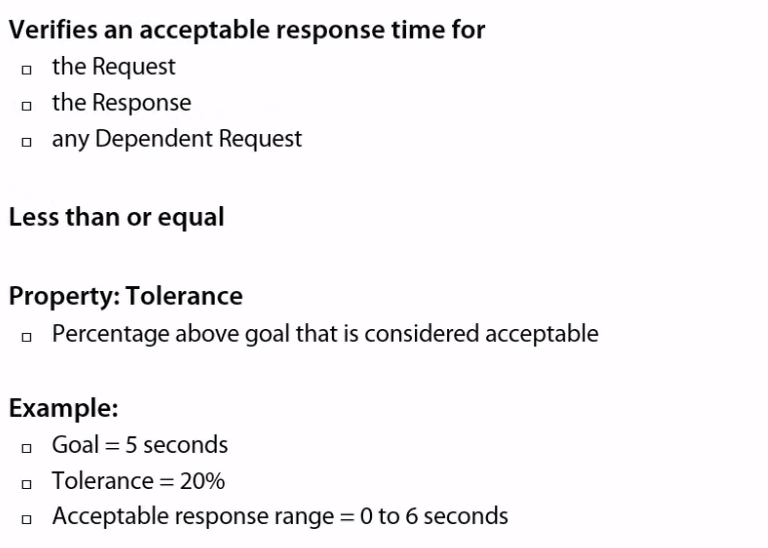 Verifies an acceptable response time for
the Request
the Response
any Dependent Request
Less than or equal
Property: Tolerance
Percentage above goal that is considered acceptable
Example:
Goal = 5 seconds
Tolerance = 20%
Acceptable response range = 0 to 6 seconds